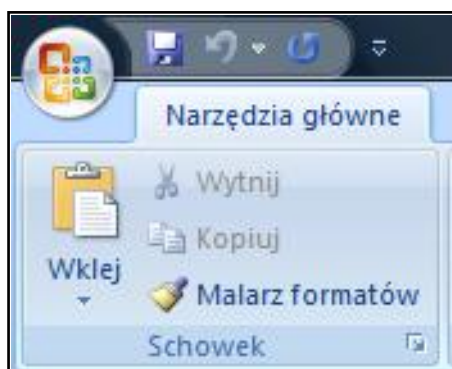 Narzędzia główne
Wytnij
Kopiuj
Wklej
Malarz formatów
Schowek